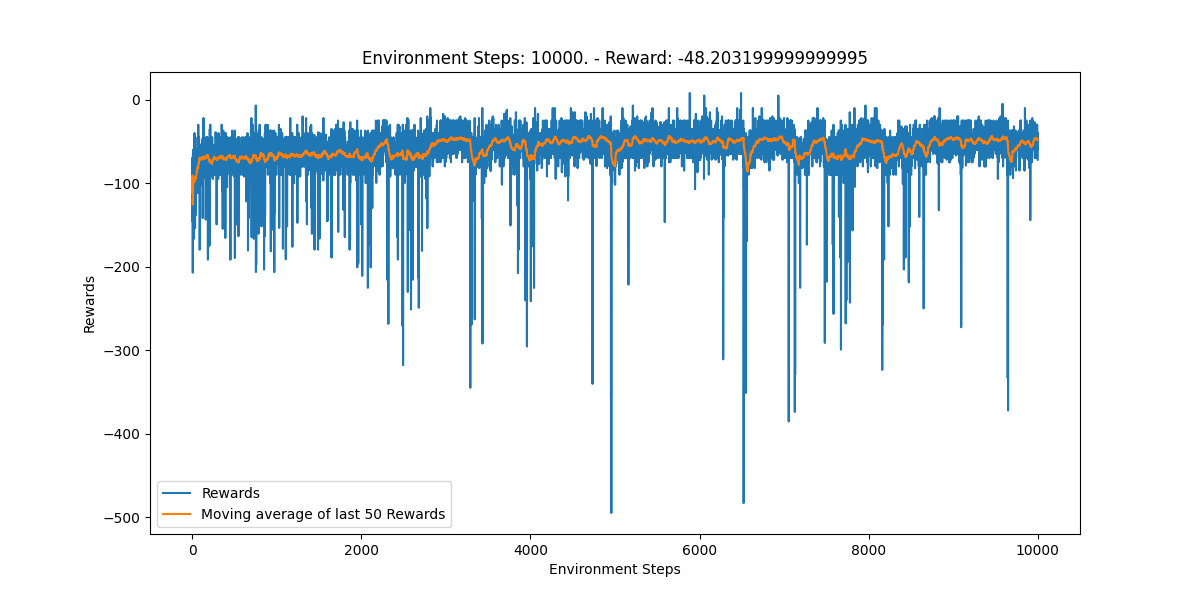 Environment Steps: 10000. - Reward: -48.203199999999995
0
−100
−200
−300
−400
−500
Rewards
Rewards
Moving average of last 50 Rewards
0 2000 4000 6000 8000 10000
Environment Steps